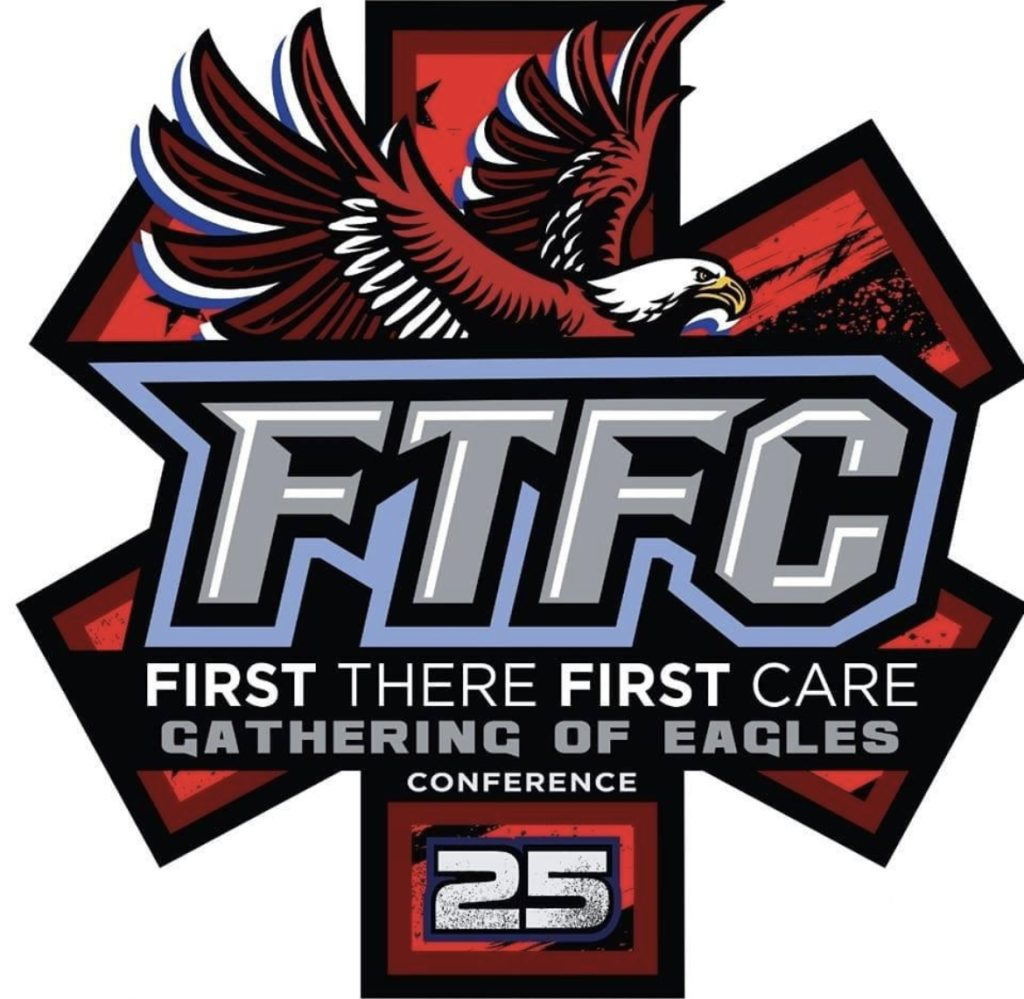 FTFC
FIRST THERE FIRST CARE
GATHERING OF EAGLES
CONFERENCE
25